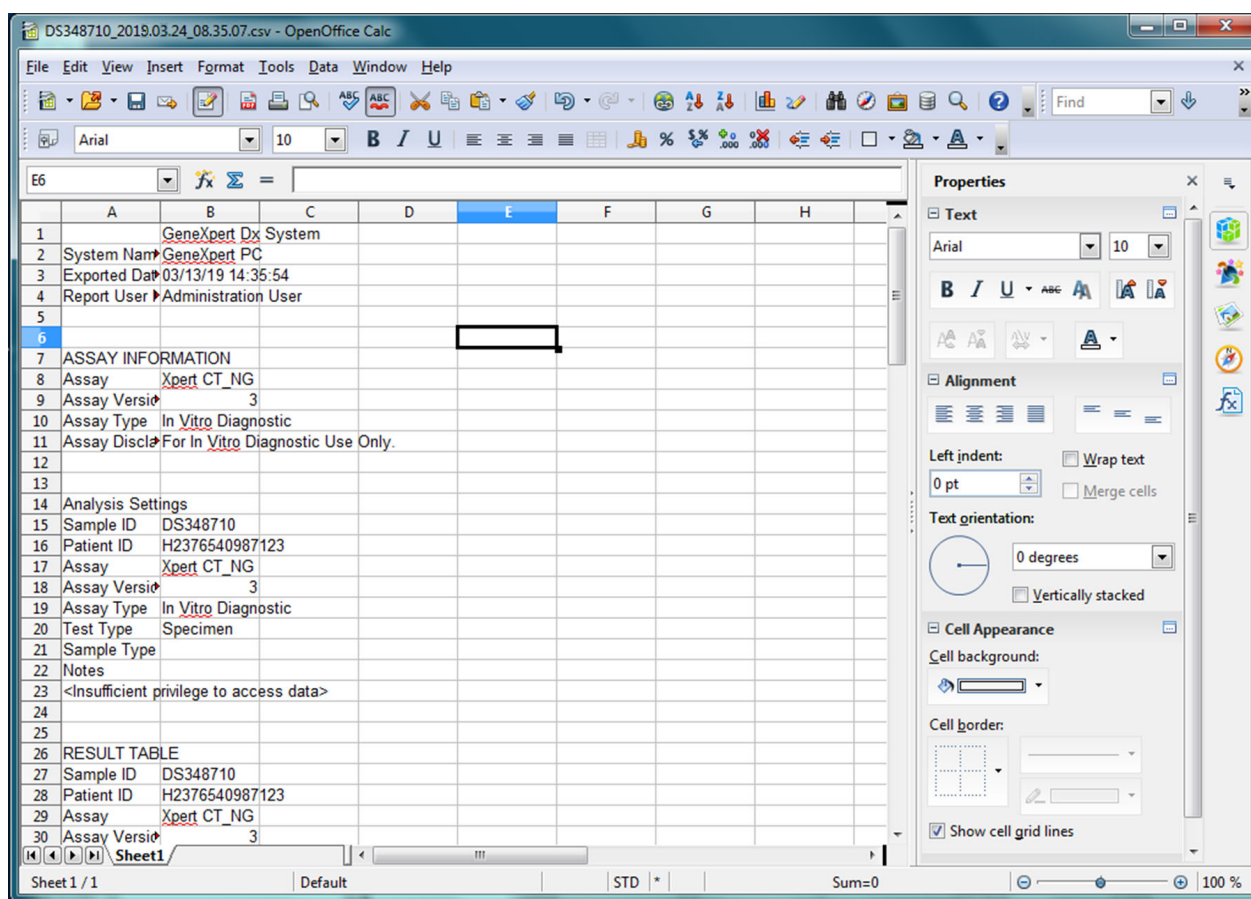 DS348710_2019.03.24_08.35.07.csv - OpenOffice Calc
File Edit View Insert Format Tools Data Window Help
Find
Arial 10
E6
A B C D E F G H
1 GeneXpert Dx System
2 System Nam GeneXpert PC
3 Exported Dat 03/13/19 14:35:54
4 Report User Administration User
5
6
7 ASSAY INFORMATION
8 Assay Xpert CT_NG
9 Assay Versio 3
10 Assay Type In Vitro Diagnostic
11 Assay Discla For In Vitro Diagnostic Use Only.
12
13
14 Analysis Settings
15 Sample ID DS348710
16 Patient ID H2376540987123
17 Assay Xpert CT_NG
18 Assay Versio 3
19 Assay Type In Vitro Diagnostic
20 Test Type Specimen
21 Sample Type
22 Notes
23 <Insufficient privilege to access data>
24
25
26 RESULT TABLE
27 Sample ID DS348710
28 Patient ID H2376540987123
29 Assay Xpert CT_NG
30 Assay Versio 3
Sheet1
Sheet 1 / 1 Default STD * Sum=0 100 %
Properties
Text
Arial 10
Alignment
Left indent:
Wrap text
0 pt
Merge cells
Text orientation:
0 degrees
Vertically stacked
Cell Appearance
Cell background:
Cell border:
Show cell grid lines